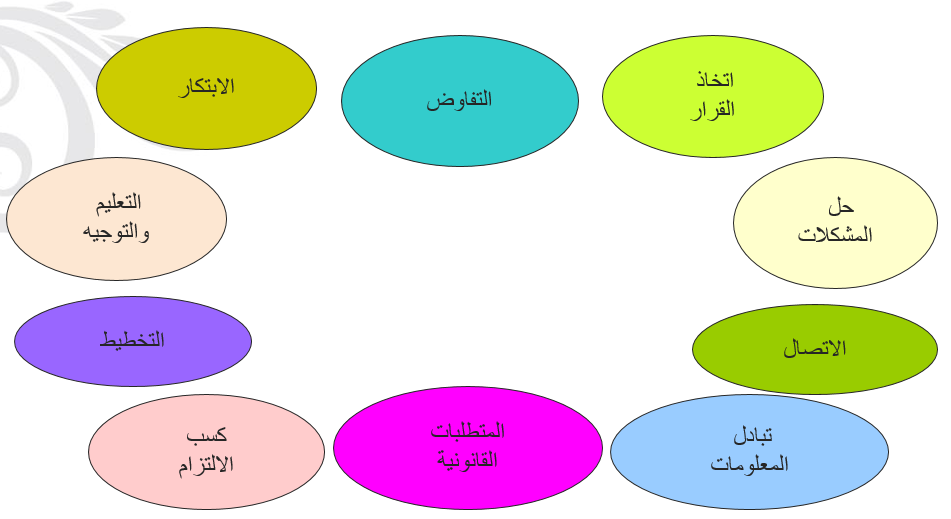 اتخاذ
القرار
التفاوض
الابتكار
حل
المشكلات
التعليم
والتوجيه
الاتصال
التخطيط
تبادل
المعلومات
المتطلبات
القانونية
كسب
الالتزام